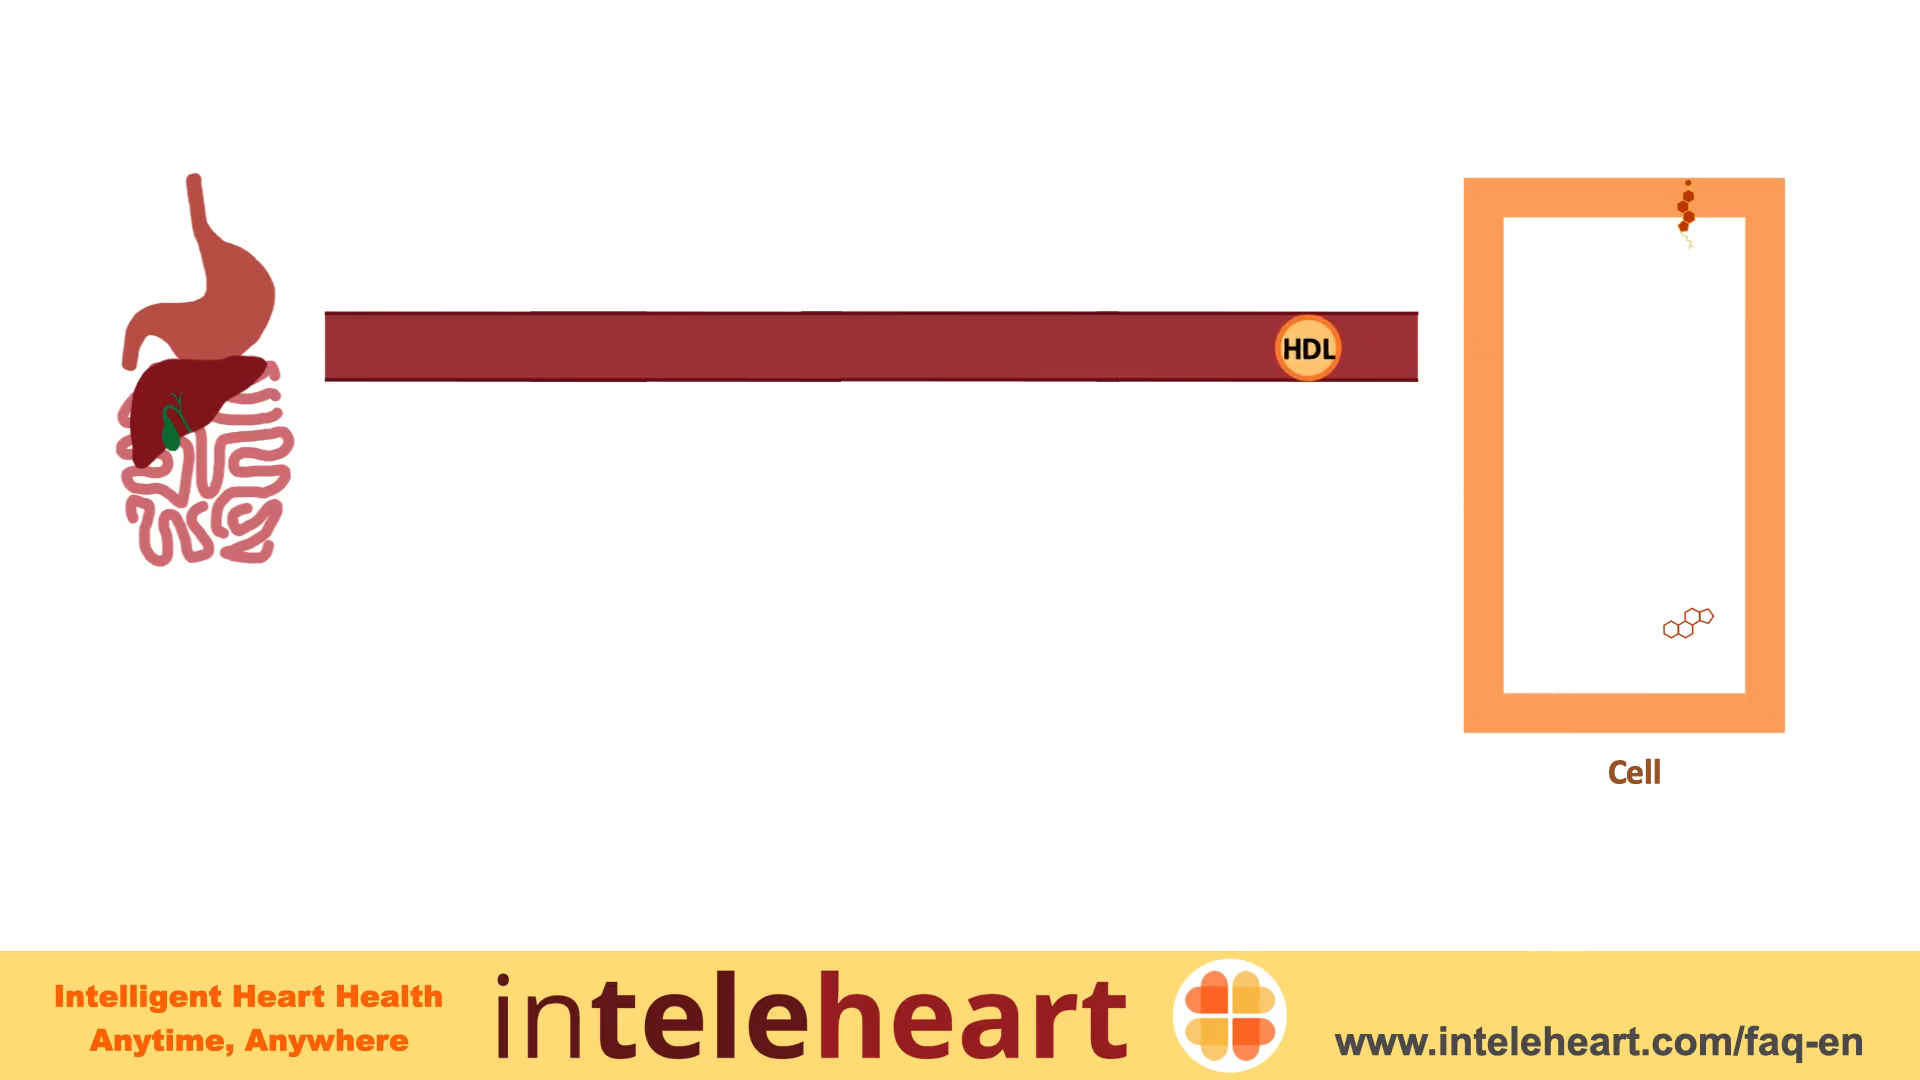 HDL
Cell
Intelligent Heart Health
Anytime, Anywhere
inteleheart
www.inteleheart.com/faq-en